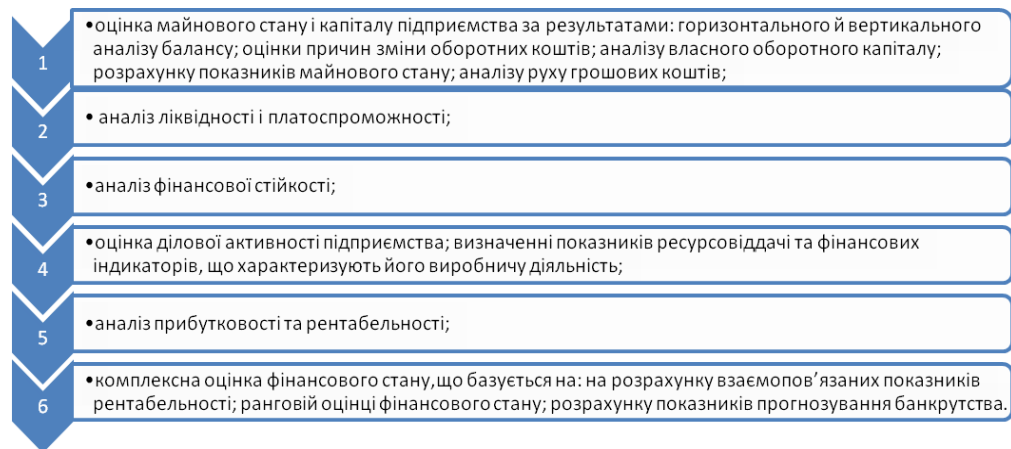 1
•оцінка майнового стану і капіталу підприємства за результатами: горизонтального й вертикального
аналізу балансу; оцінки причин зміни оборотних коштів; аналізу власного оборотного капіталу;
розрахунку показників майнового стану; аналізу руху грошових коштів;
2
• аналіз ліквідності і платоспроможності;
3
•аналіз фінансової стійкості;
4
•оцінка ділової активності підприємства; визначенні показників ресурсовіддачі та фінансових
індикаторів, що характеризують його виробничу діяльність;
5
•аналіз прибутковості та рентабельності;
6
•комплексна оцінка фінансового стану,що базується на: на розрахунку взаємопов’язаних показників
рентабельності; ранговій оцінці фінансового стану; розрахунку показників прогнозування банкрутства.